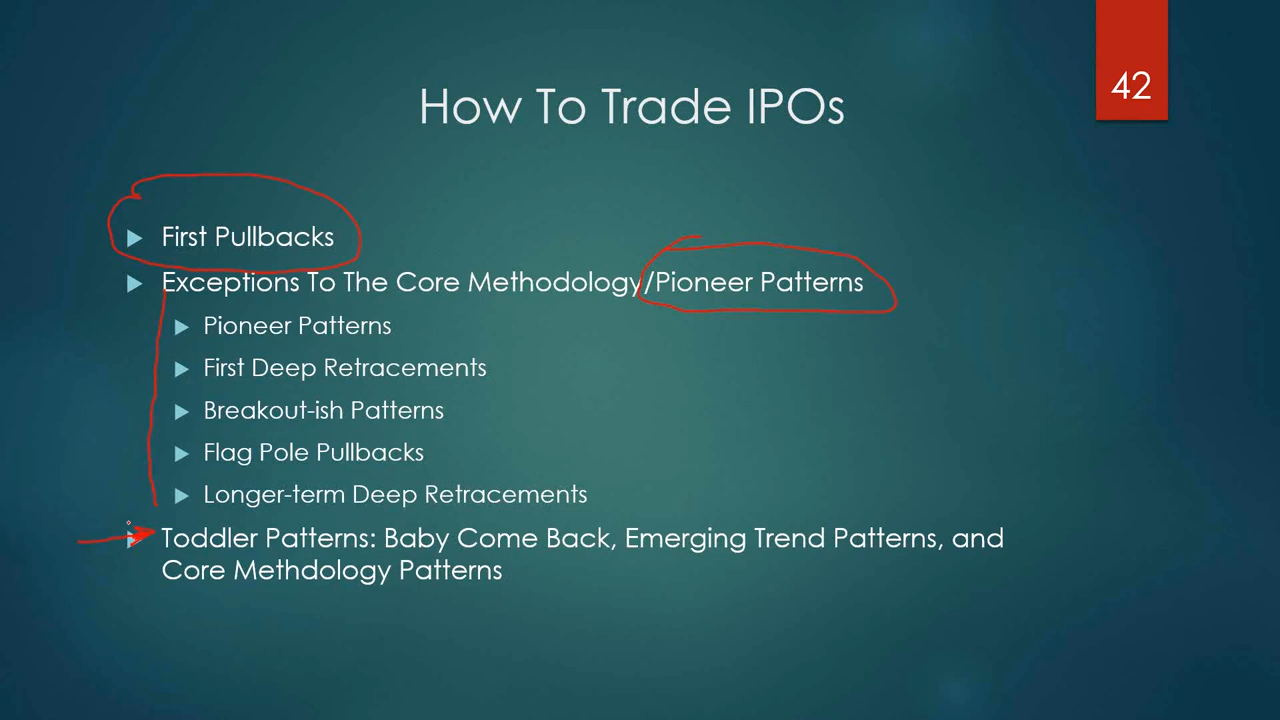 42
How To Trade IPOs
First Pullbacks
Exceptions To The Core Methodology/Pioneer Patterns
Pioneer Patterns
First Deep Retracements
Breakout-ish Patterns
Flag Pole Pullbacks
Longer-term Deep Retracements
Toddler Patterns: Baby Come Back, Emerging Trend Patterns, and
Core Methdology Patterns